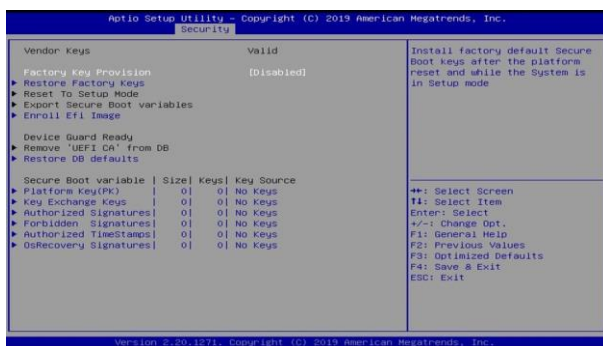 Aptio Setup Utility – Copyright (C) 2019 American Megatrends, Inc.
Security
Vendor Keys Valid
Factory Key Provision [Disabled]
▶ Restore Factory Keys
▶ Reset To Setup Mode
▶ Export Secure Boot variables
▶ Enroll Efi Image
Device Guard Ready
▶ Remove 'UEFI CA' from DB
▶ Restore DB defaults
Secure Boot variable | Size| Keys| Key Source
▶ Platform Key(PK) | 0| 0| No Keys
▶ Key Exchange Keys | 0| 0| No Keys
▶ Authorized Signatures| 0| 0| No Keys
▶ Forbidden Signatures| 0| 0| No Keys
▶ Authorized TimeStamps| 0| 0| No Keys
▶ OsRecovery Signatures| 0| 0| No Keys
Install factory default Secure
Boot keys after the platform
reset and while the System is
in Setup mode
→←: Select Screen
↑↓: Select Item
Enter: Select
+/-: Change Opt.
F1: General Help
F2: Previous Values
F3: Optimized Defaults
F4: Save & Exit
ESC: Exit
Version 2.20.1271. Copyright (C) 2019 American Megatrends, Inc.